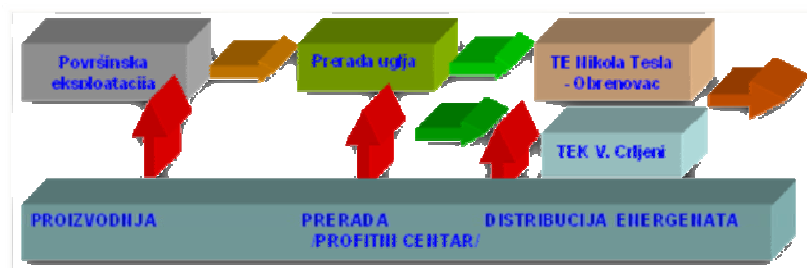 Površinska
eksploatacija
Prerada uglja
TE Nikola Tesla
- Obrenovac
TEK V. Crljeni
PROIZVODNJA
PRERADA
/PROFITNI CENTAR/
DISTRIBUCIJA ENERGENATA